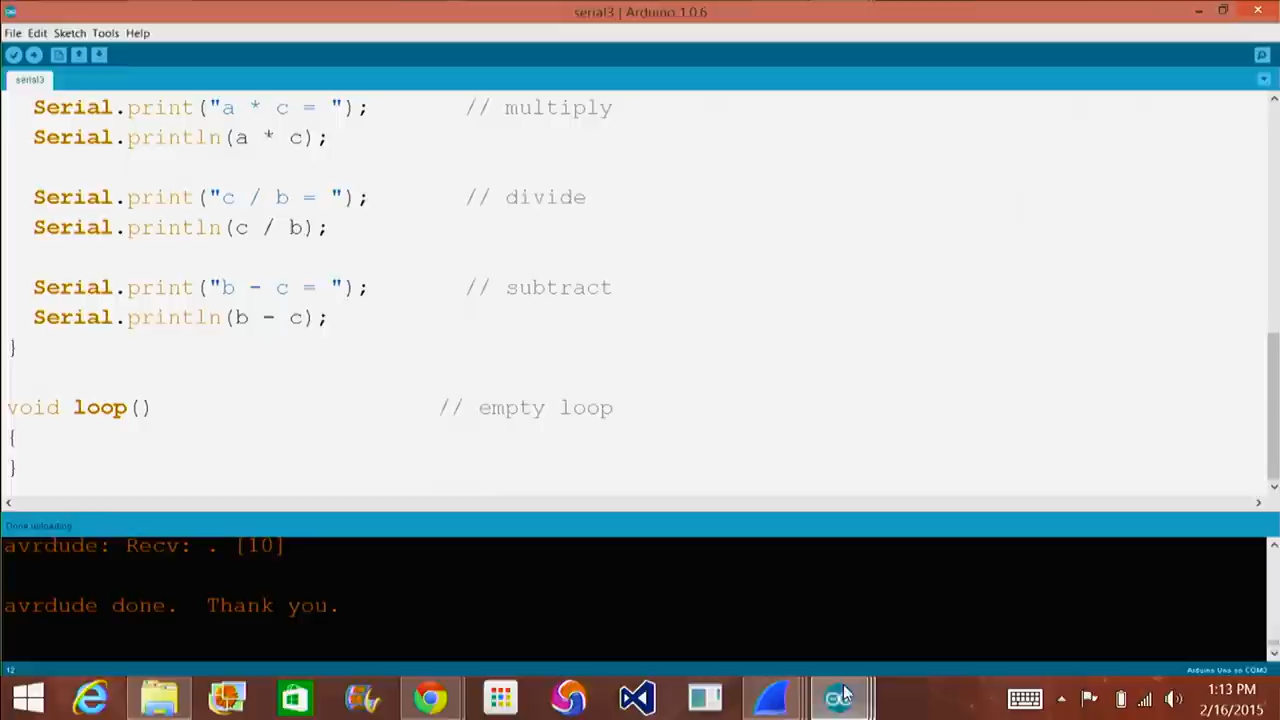 serial3 | Arduino 1.0.6
File Edit Sketch Tools Help
serial3
Serial.print("a * c = "); // multiply
Serial.println(a * c);
Serial.print("c / b = "); // divide
Serial.println(c / b);
Serial.print("b - c = "); // subtract
Serial.println(b - c);
}
void loop() // empty loop
{
}
Done uploading.
avrdude: Recv: . [10]
avrdude done. Thank you.
12
Arduino Uno on COM3
1:13 PM
2/16/2015